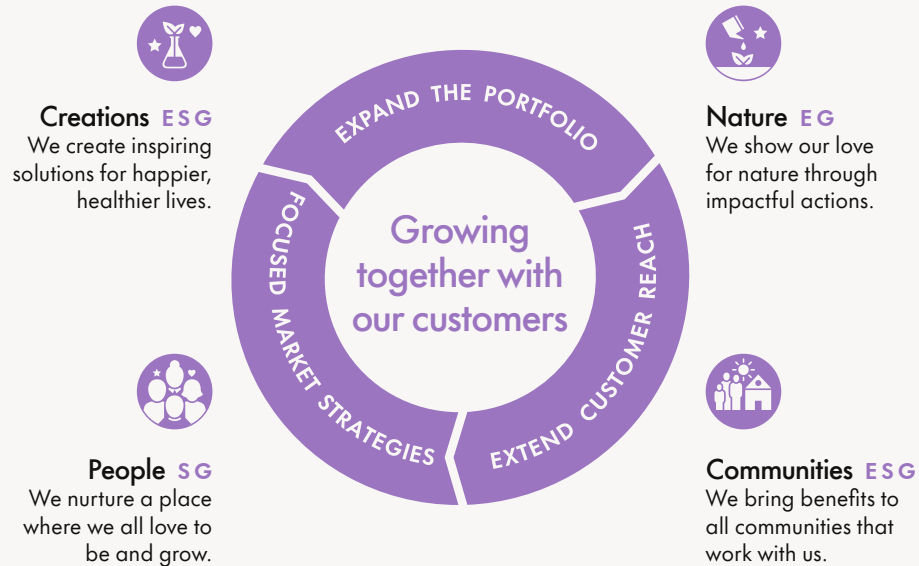 Creations ESG
We create inspiring
solutions for happier,
healthier lives.
EXPAND THE PORTFOLIO
Nature EG
We show our love
for nature through
impactful actions.
FOCUSED MARKET STRATEGIES
Growing
together with
our customers
EXTEND CUSTOMER REACH
People SG
We nurture a place
where we all love to
be and grow.
Communities ESG
We bring benefits to
all communities that
work with us.